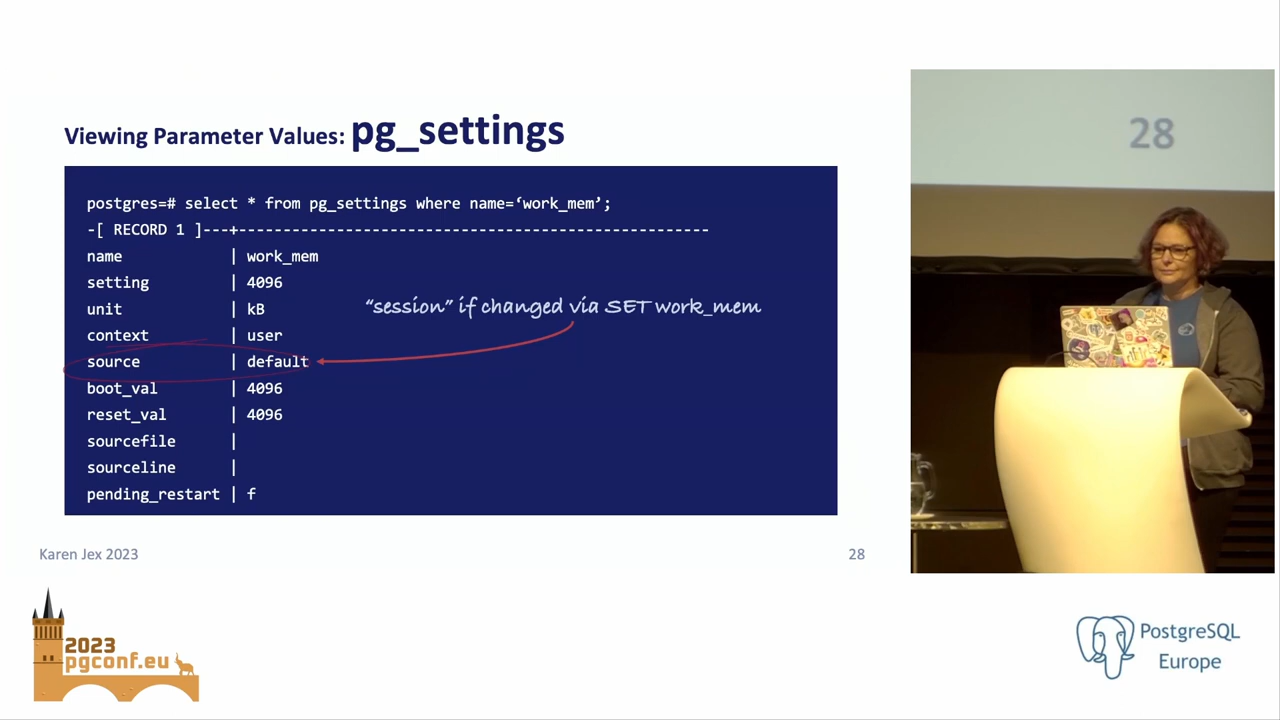 Viewing Parameter Values: pg_settings
postgres=# select * from pg_settings where name=‘work_mem’;
-[ RECORD 1 ]---+-----------------------------------------------------
name | work_mem
setting | 4096
unit | kB
“session” if changed via SET work_mem
context | user
source | default
boot_val | 4096
reset_val | 4096
sourcefile |
sourceline |
pending_restart | f
Karen Jex 2023
28
28
2023
pgconf.eu
PostgreSQL
Europe